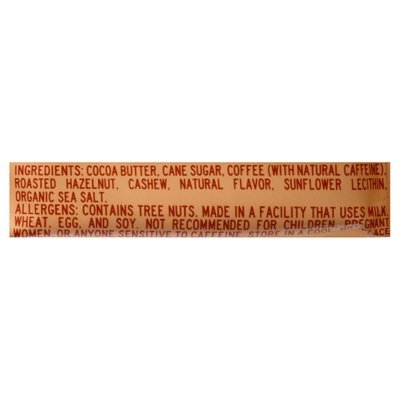 INGREDIENTS: COCOA BUTTER, CANE SUGAR, COFFEE (WITH NATURAL CAFFEINE),
ROASTED HAZELNUT, CASHEW, NATURAL FLAVOR, SUNFLOWER LECITHIN,
ORGANIC SEA SALT.
ALLERGENS: CONTAINS TREE NUTS. MADE IN A FACILITY THAT USES MILK,
WHEAT, EGG, AND SOY. NOT RECOMMENDED FOR CHILDREN, PREGNANT
WOMEN, OR ANYONE SENSITIVE TO CAFFEINE. STORE IN A COOL,